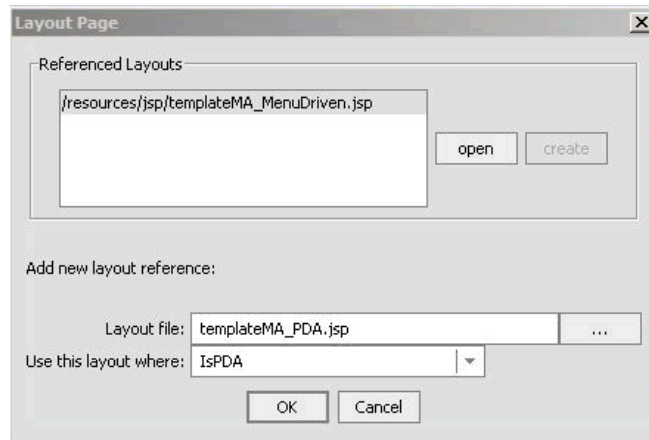 Layout Page
Referenced Layouts
/resources/jsp/templateMA_MenuDriven.jsp
open create
Add new layout reference:
Layout file: templateMA_PDA.jsp ...
Use this layout where: IsPDA
OK Cancel